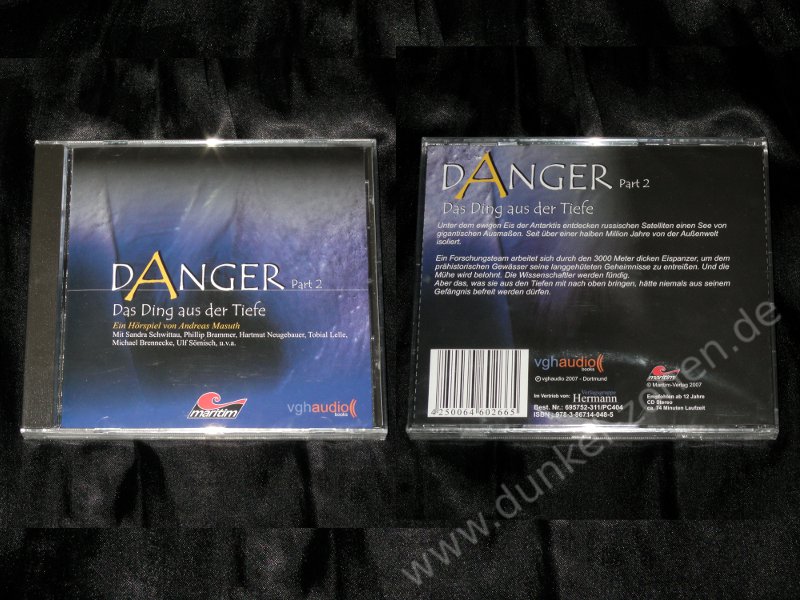 DANGER Part 2
Das Ding aus der Tiefe
Ein Hörspiel von Andreas Masuth
Mit Sandra Schwittau, Phillip Brammer, Hartmut Neugebauer, Tobial Lelle,
Michael Brennecke, Ulf Sömisch, u.v.a.
maritim
vghaudio
books
DANGER Part 2
Das Ding aus der Tiefe
Unter dem ewigen Eis der Antarktis entdecken russischen Satelliten einen See von
gigantischen Ausmaßen. Seit über einer halben Million Jahre von der Außenwelt
isoliert.
Ein Forschungsteam arbeitet sich durch den 3000 Meter dicken Eispanzer, um dem
prähistorischen Gewässer seine langgehüteten Geheimnisse zu entreißen. Und die
Mühe wird belohnt. Die Wissenschaftler werden fündig.
Aber das, was sie aus den Tiefen mit nach oben bringen, hätte niemals aus seinem
Gefängnis befreit werden dürfen.
4250064602665
vghaudio
books
© vghaudio 2007 - Dortmund
Im Vertrieb von:
Hermann
Best. Nr.: 695752-311/PC404
ISBN: 978-3-86714-048-5
maritim
© Maritim-Verlag 2007
Empfohlen ab 12 Jahre
CD Stereo
ca. 74 Minuten Laufzeit
www.dunkerzonen.de